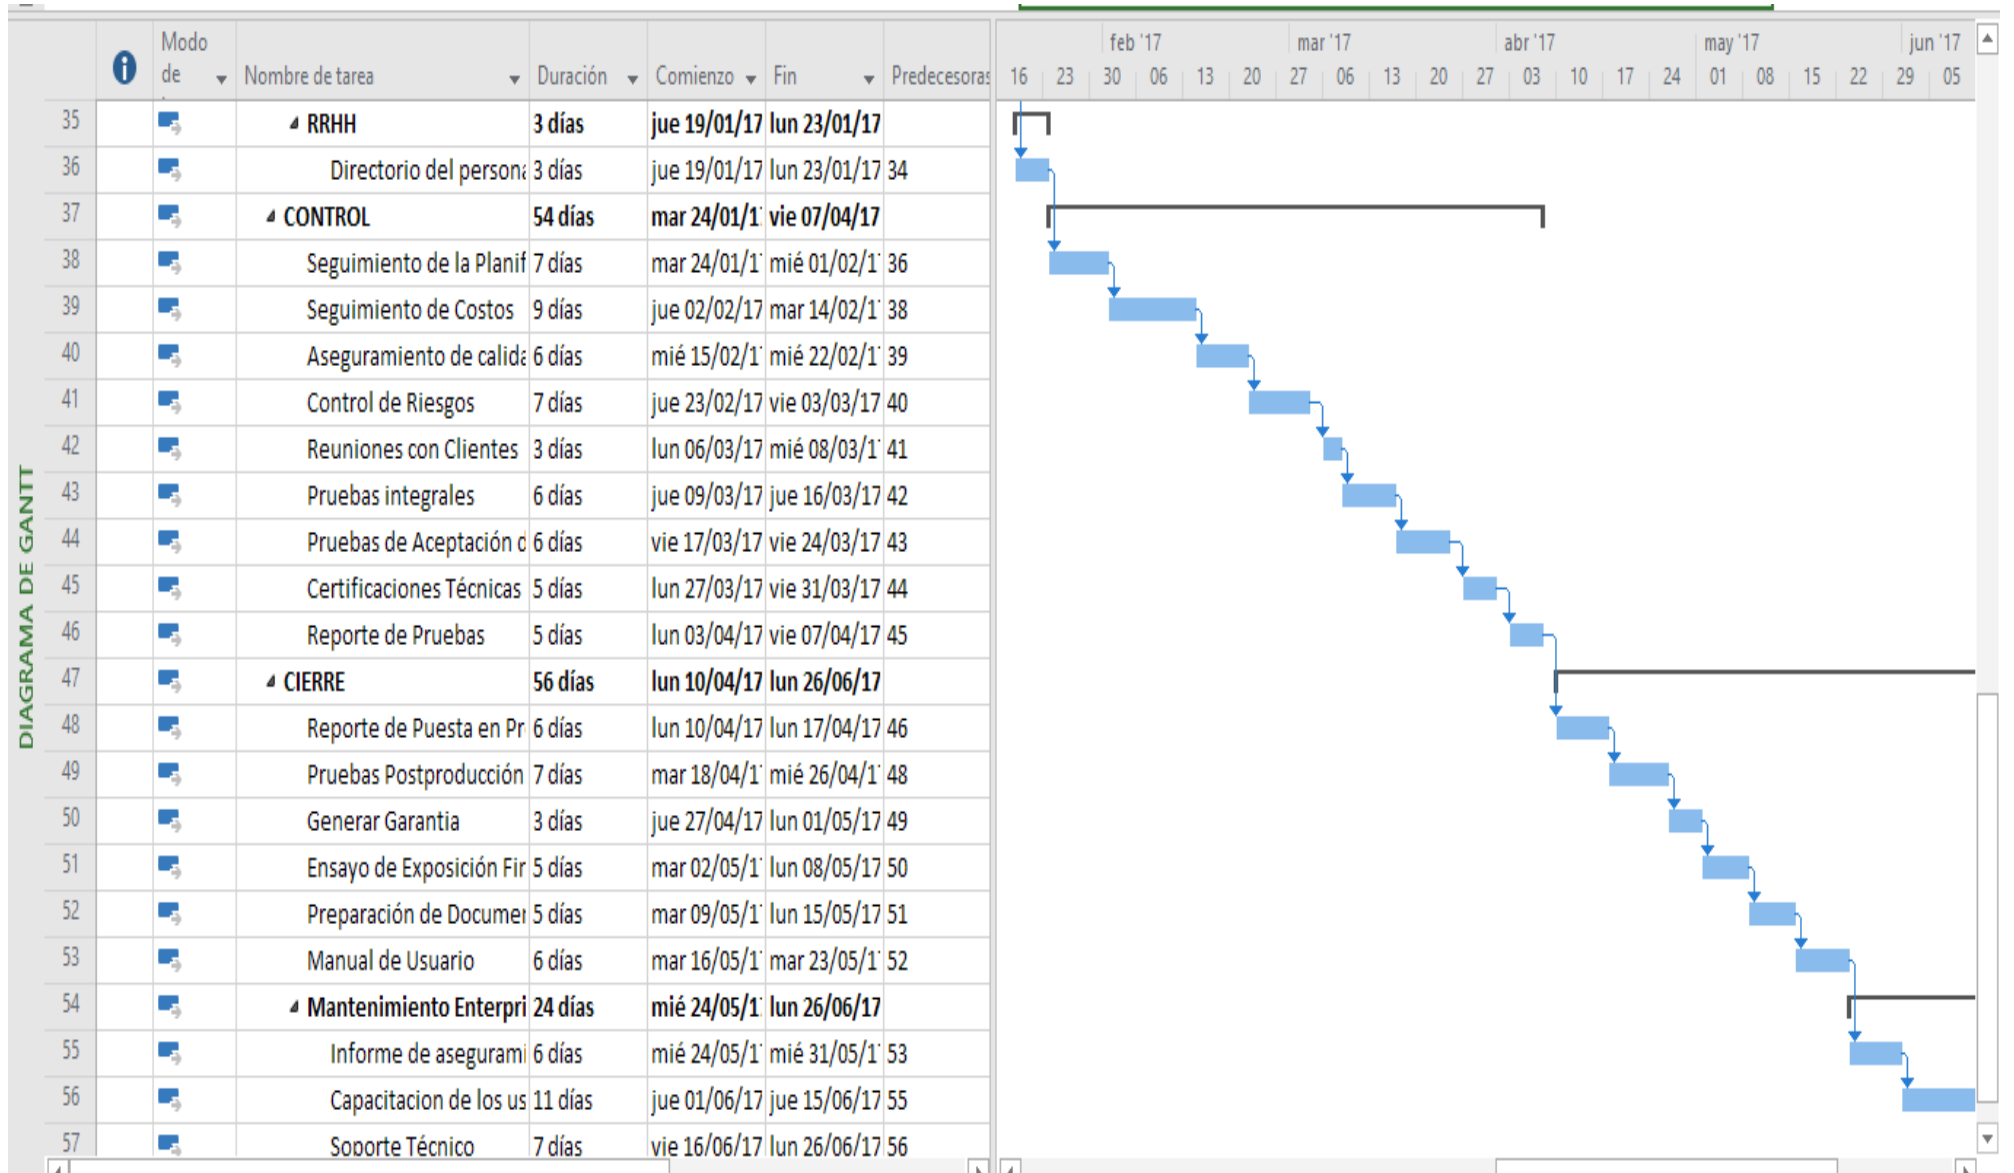 DIAGRAMA DE GANTT
Modo de Nombre de tarea Duración Comienzo Fin Predecesoras
feb '17 mar '17 abr '17 may '17 jun '17
16 23 30 06 13 20 27 06 13 20 27 03 10 17 24 01 08 15 22 29 05
35 RRHH 3 días jue 19/01/17 lun 23/01/17
36 Directorio del persona 3 días jue 19/01/17 lun 23/01/17 34
37 CONTROL 54 días mar 24/01/1 vie 07/04/17
38 Seguimiento de la Planif 7 días mar 24/01/1 mié 01/02/1 36
39 Seguimiento de Costos 9 días jue 02/02/17 mar 14/02/1 38
40 Aseguramiento de calida 6 días mié 15/02/1 mié 22/02/1 39
41 Control de Riesgos 7 días jue 23/02/17 vie 03/03/17 40
42 Reuniones con Clientes 3 días lun 06/03/17 mié 08/03/1 41
43 Pruebas integrales 6 días jue 09/03/17 jue 16/03/17 42
44 Pruebas de Aceptación d 6 días vie 17/03/17 vie 24/03/17 43
45 Certificaciones Técnicas 5 días lun 27/03/17 vie 31/03/17 44
46 Reporte de Pruebas 5 días lun 03/04/17 vie 07/04/17 45
47 CIERRE 56 días lun 10/04/17 lun 26/06/17
48 Reporte de Puesta en Pr 6 días lun 10/04/17 lun 17/04/17 46
49 Pruebas Postproducción 7 días mar 18/04/1 mié 26/04/1 48
50 Generar Garantia 3 días jue 27/04/17 lun 01/05/17 49
51 Ensayo de Exposición Fin 5 días mar 02/05/1 lun 08/05/17 50
52 Preparación de Documen 5 días mar 09/05/1 lun 15/05/17 51
53 Manual de Usuario 6 días mar 16/05/1 mar 23/05/1 52
54 Mantenimiento Enterpri 24 días mié 24/05/1 lun 26/06/17
55 Informe de asegurami 6 días mié 24/05/1 mié 31/05/1 53
56 Capacitacion de los us 11 días jue 01/06/17 jue 15/06/17 55
57 Soporte Técnico 7 días vie 16/06/17 lun 26/06/17 56